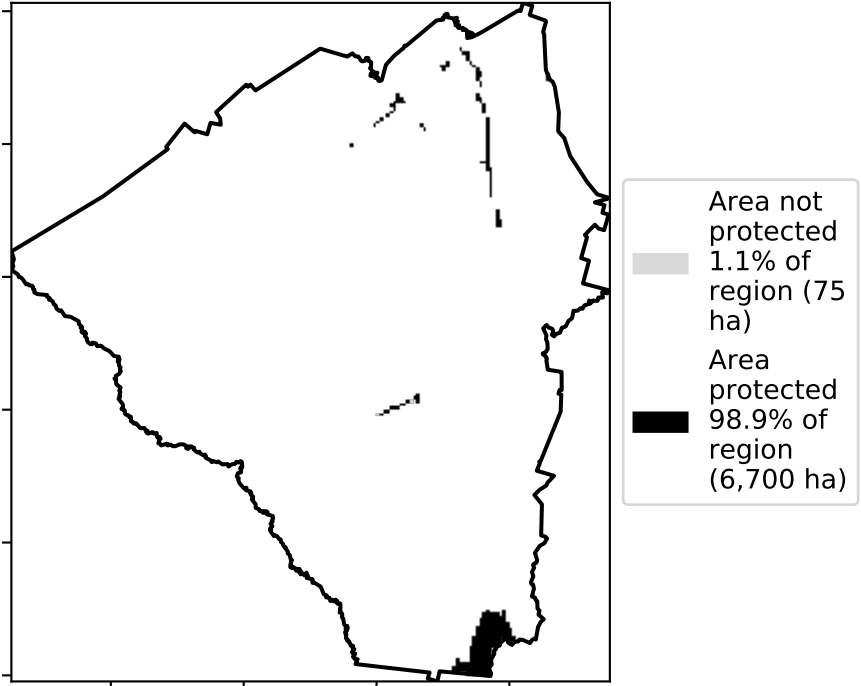 Area not
protected
1.1% of
region (75
ha)
Area
protected
98.9% of
region
(6,700 ha)